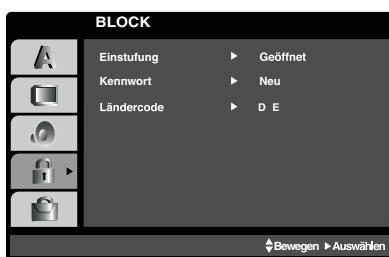 BLOCK
A
Einstufung ▶ Geöffnet
Kennwort ▶ Neu
Ländercode ▶ D E
Bewegen ▶ Auswählen